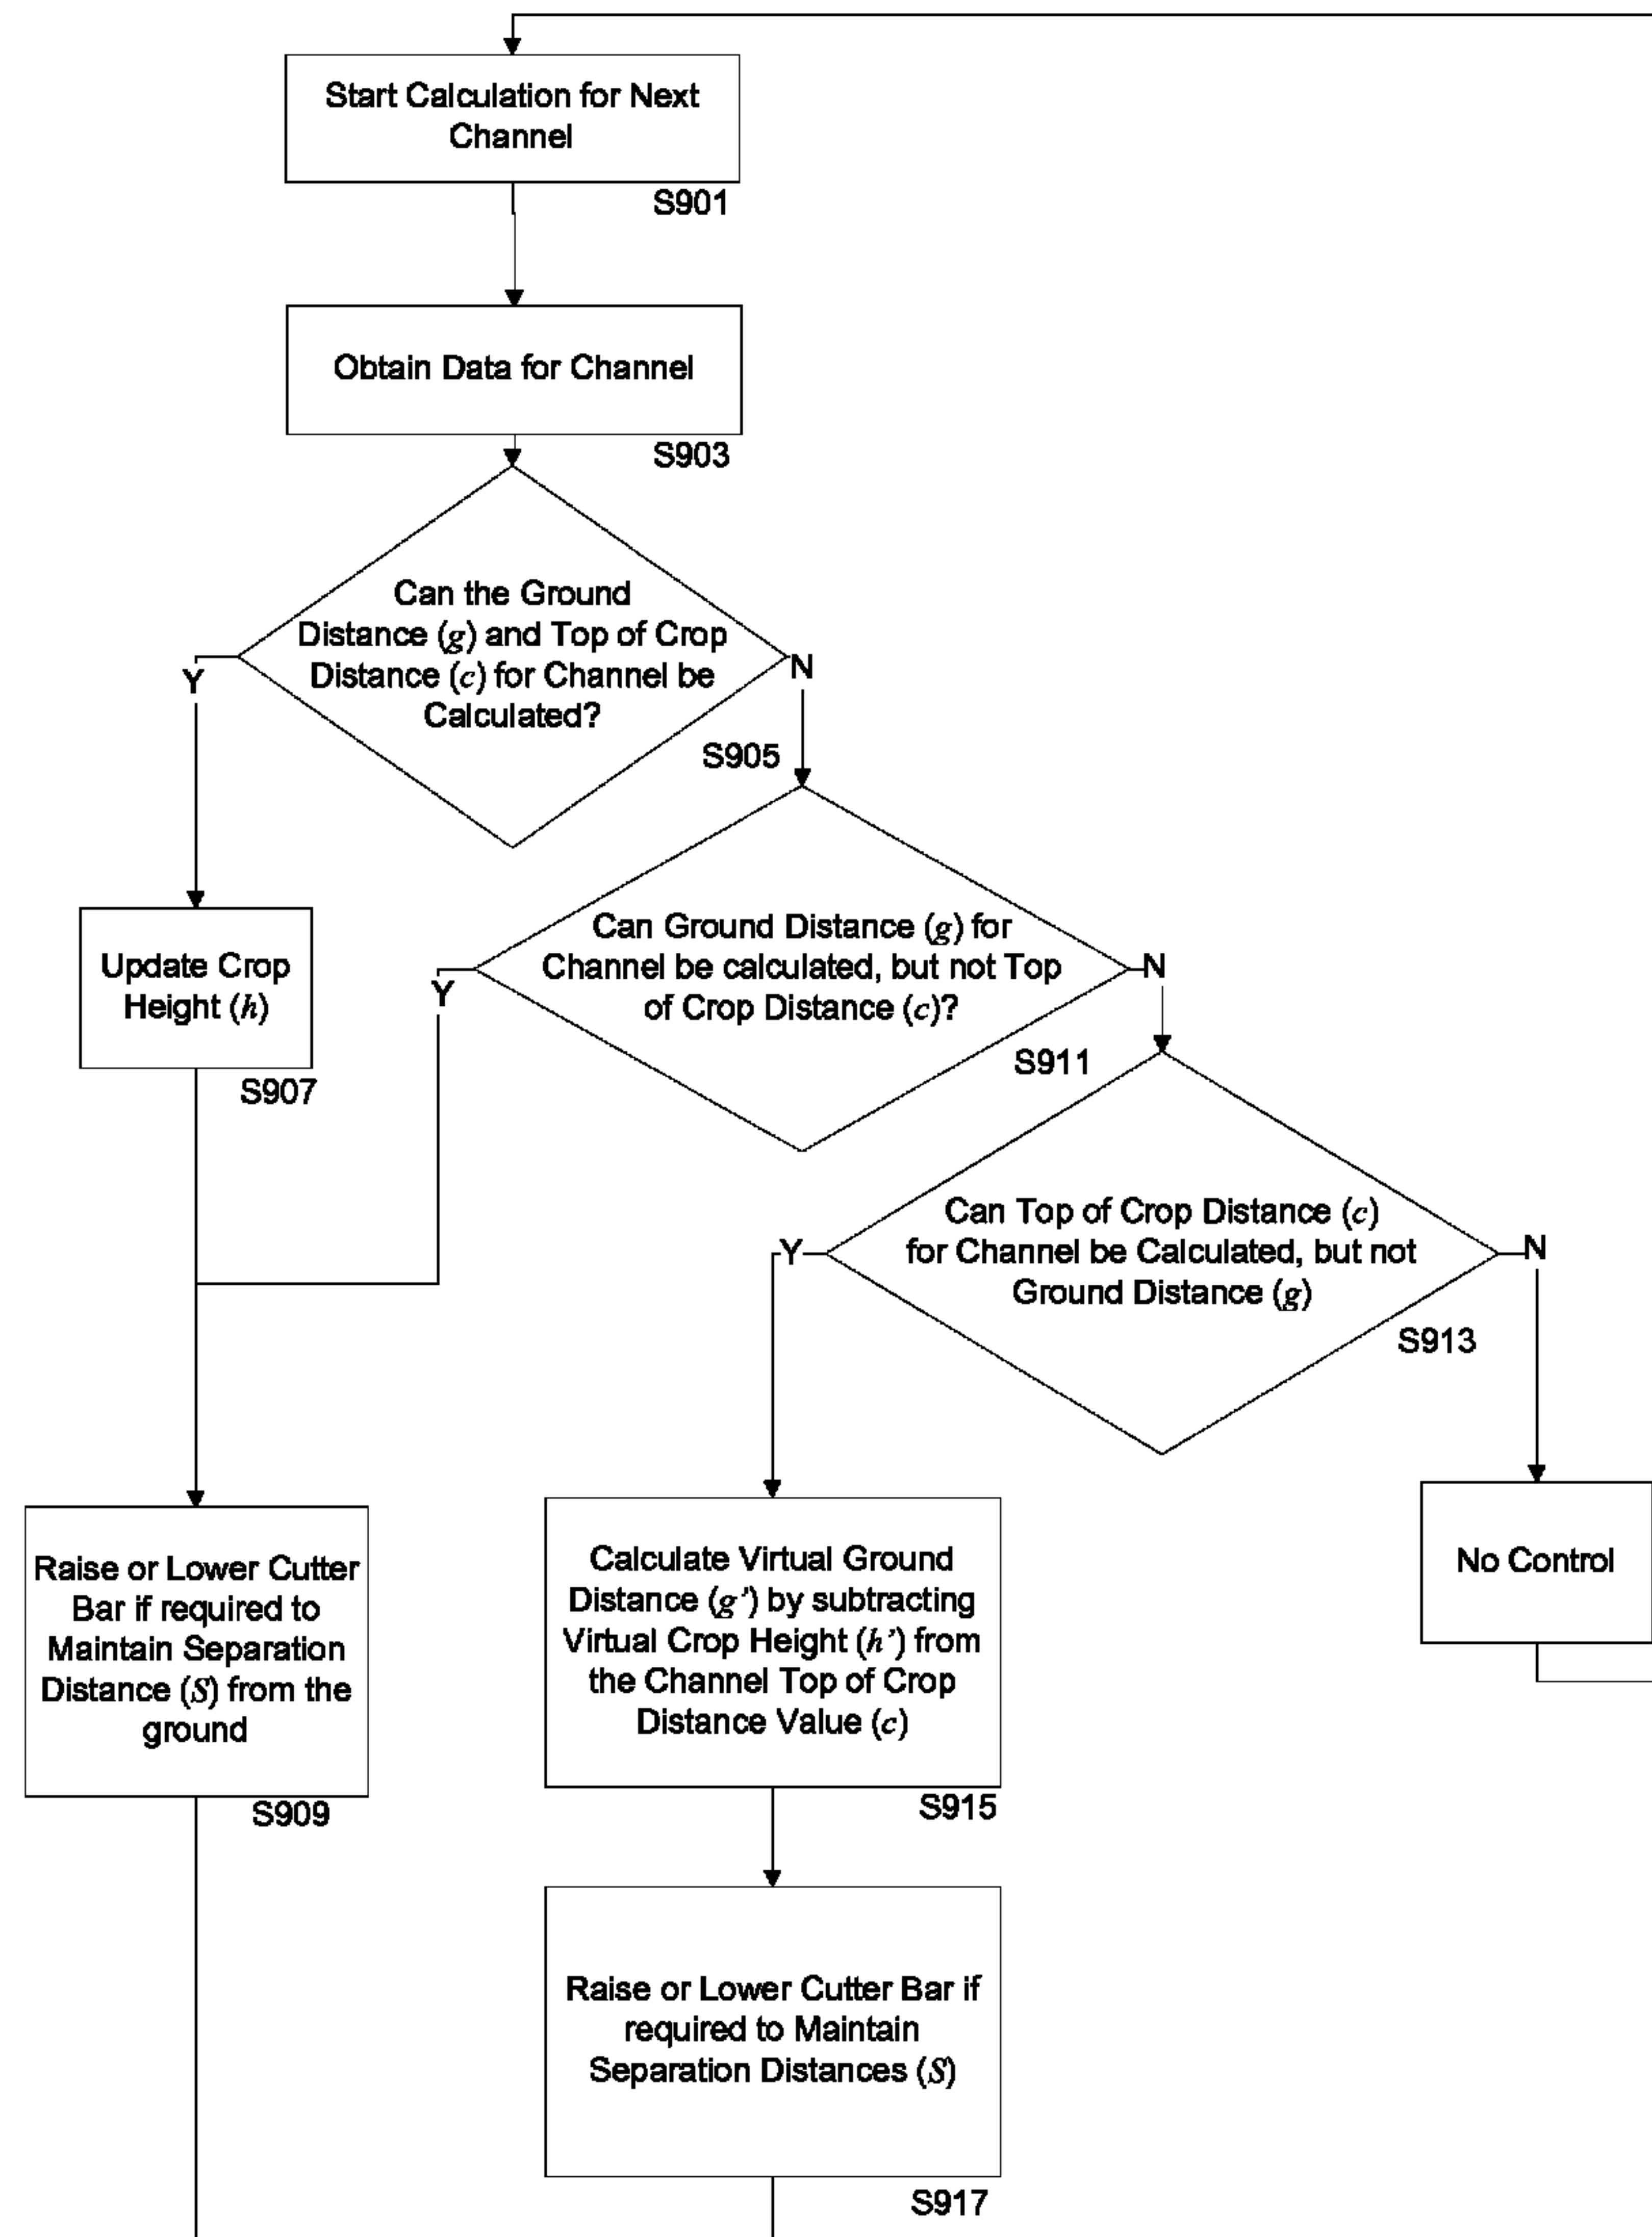 Start Calculation for Next
Channel
S901
Obtain Data for Channel
S903
Can the Ground
Distance (g) and Top of Crop
Distance (c) for Channel be
Calculated?
Y
N
S905
Update Crop
Height (h)
S907
Can Ground Distance (g) for
Channel be calculated, but not Top
of Crop Distance (c)?
Y
N
S911
Can Top of Crop Distance (c)
for Channel be Calculated, but not
Ground Distance (g)
Y
N
S913
Raise or Lower Cutter
Bar if required to
Maintain Separation
Distance (S) from the
ground
S909
Calculate Virtual Ground
Distance (g’) by subtracting
Virtual Crop Height (h’) from
the Channel Top of Crop
Distance Value (c)
S915
No Control
Raise or Lower Cutter Bar if
required to Maintain
Separation Distances (S)
S917